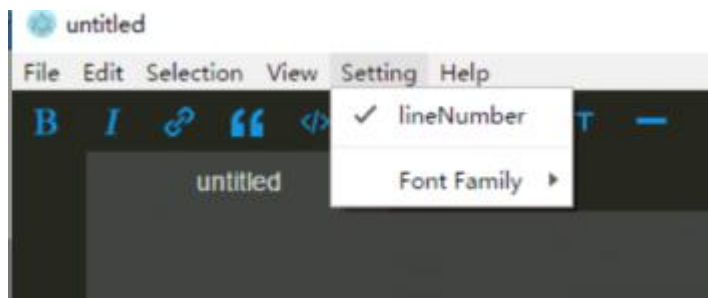 untitled
File Edit Selection View Setting Help
B I T
lineNumber
untitled
Font Family